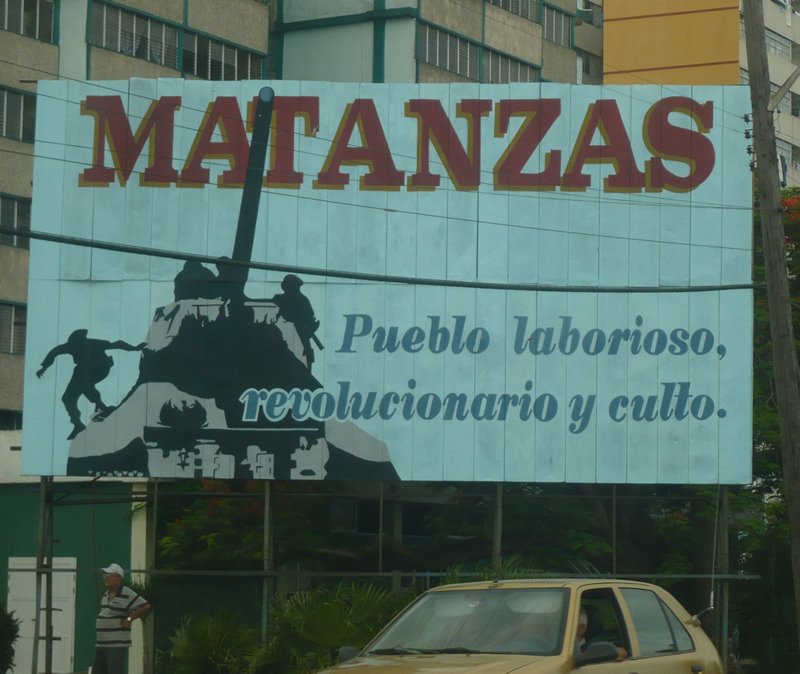 MATANZAS
Pueblo laborioso,
revolucionario y culto.